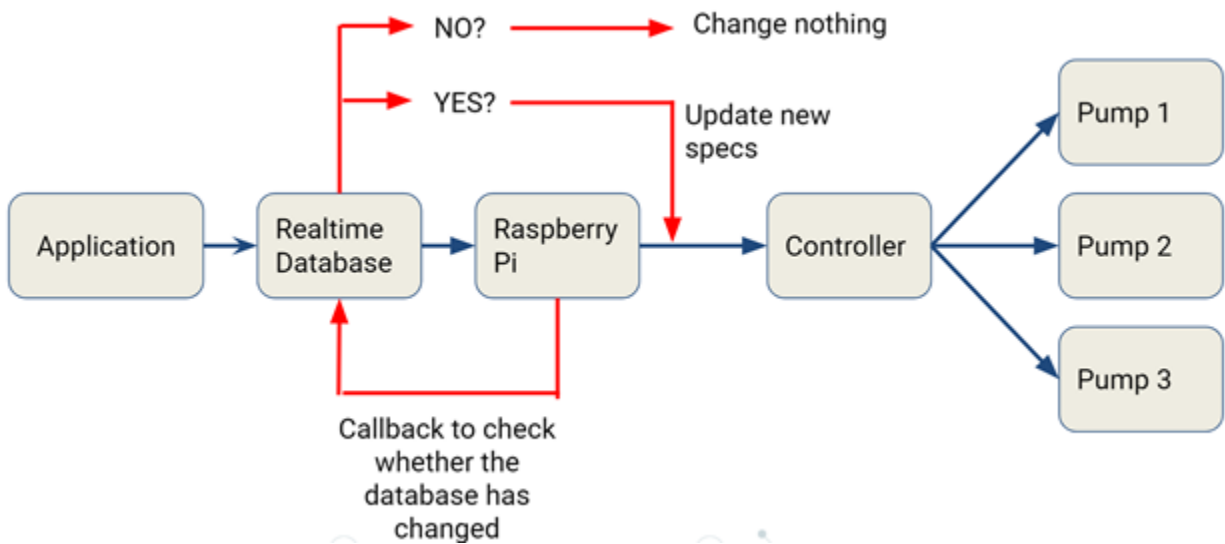 NO?
Change nothing
YES?
Update new
specs
Pump 1
Application
Realtime
Database
Raspberry
Pi
Controller
Pump 2
Pump 3
Callback to check
whether the
database has
changed